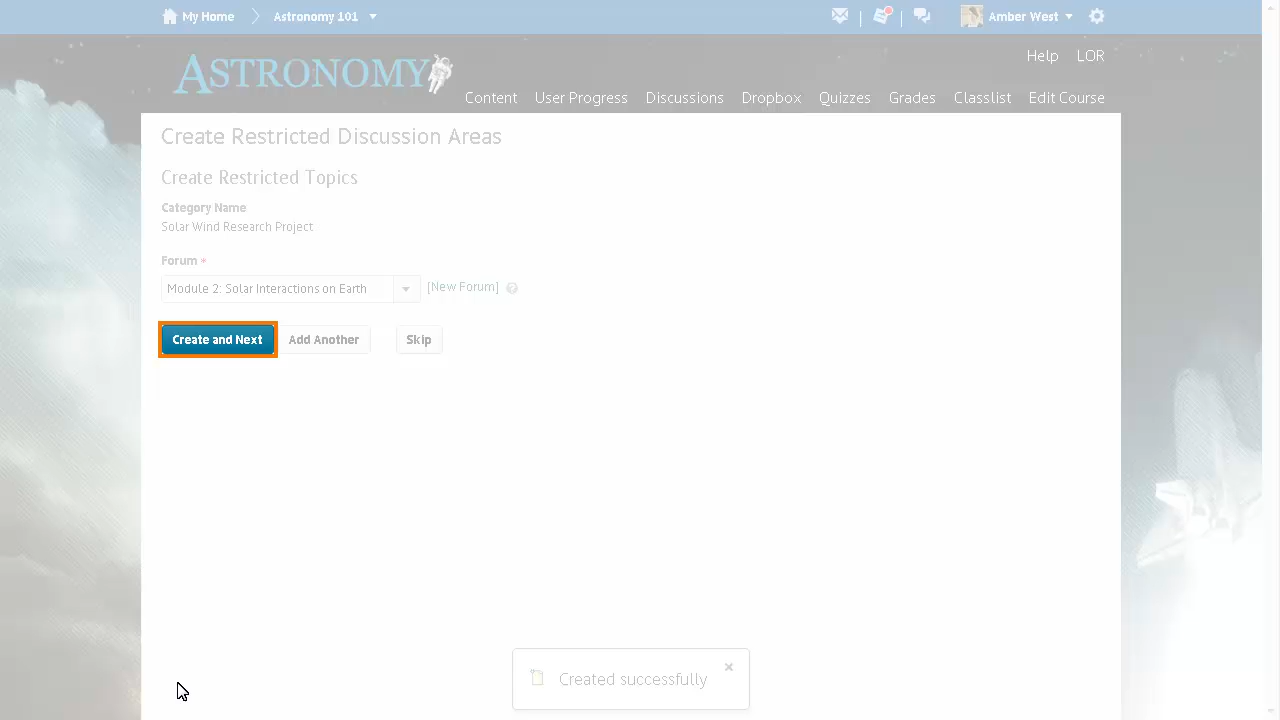 My Home
Astronomy 101
Amber West
Help LOR
ASTRONOMY
Content User Progress Discussions Dropbox Quizzes Grades Classlist Edit Course
Create Restricted Discussion Areas
Create Restricted Topics
Category Name
Solar Wind Research Project
Forum *
Module 2: Solar Interactions on Earth
[New Forum] ?
Create and Next
Add Another
Skip
Created successfully